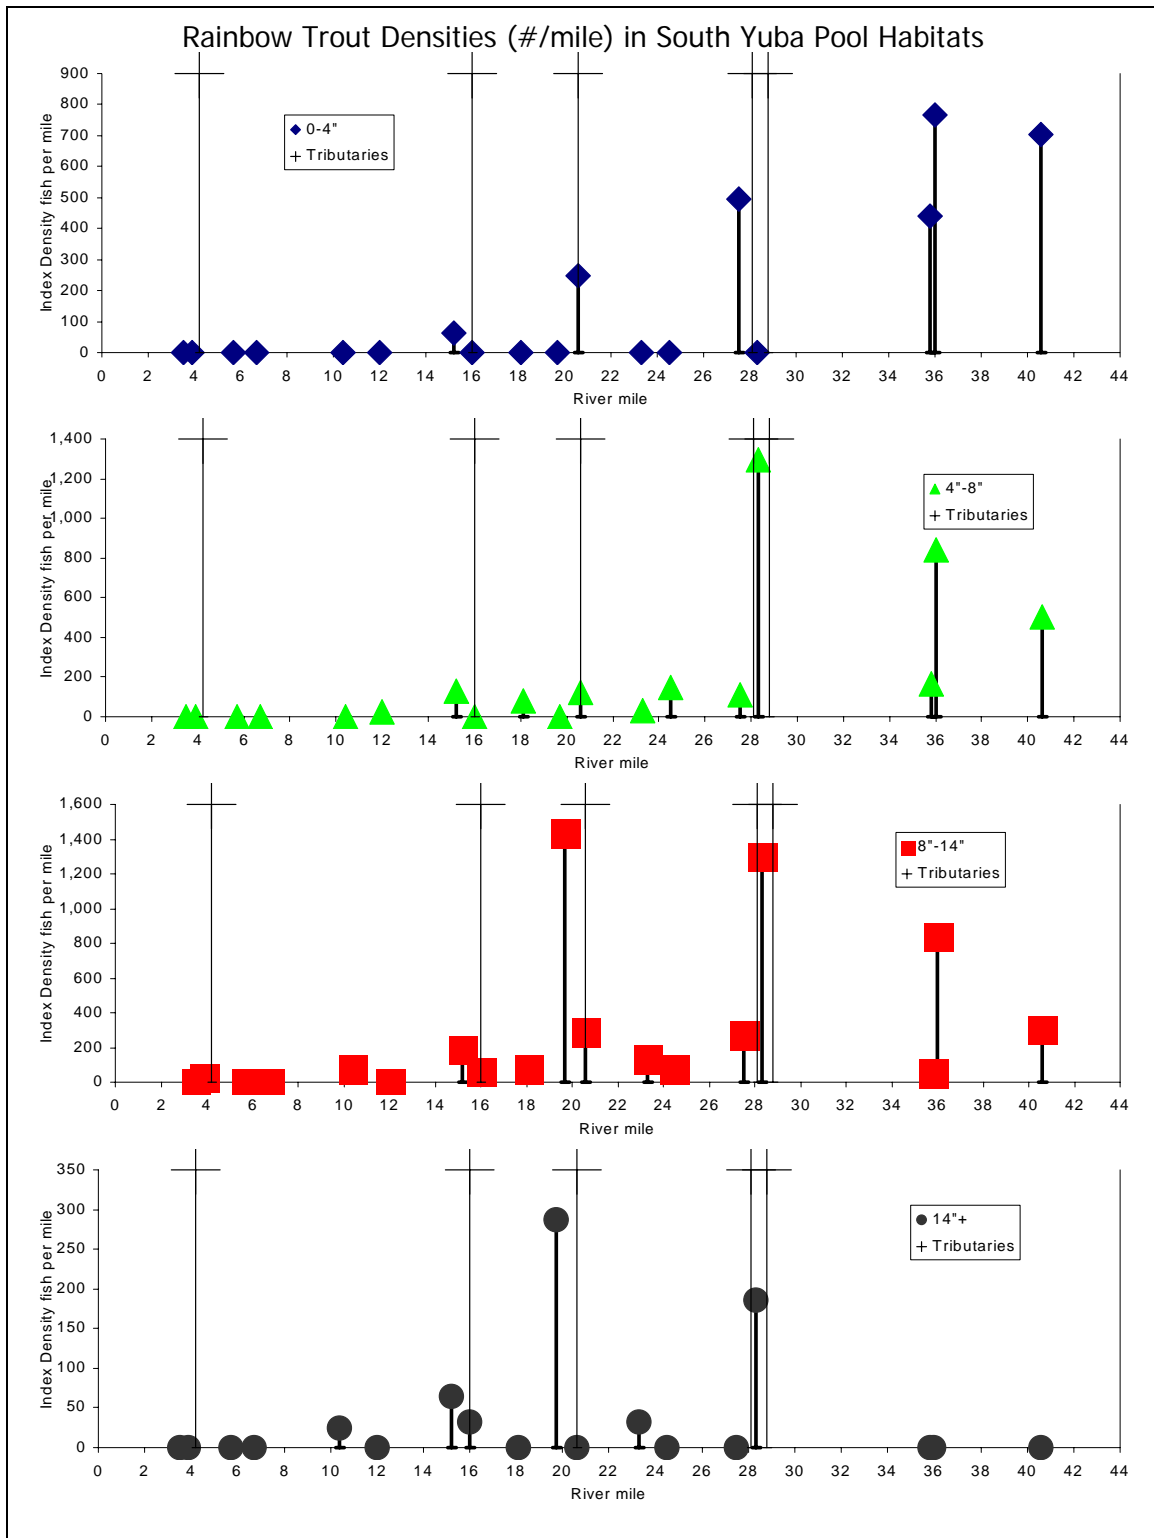 Rainbow Trout Densities (#/mile) in South Yuba Pool Habitats
Index Density fish per mile
900
800
700
600
500
400
300
200
100
0
0-4"
Tributaries
0 2 4 6 8 10 12 14 16 18 20 22 24 26 28 30 32 34 36 38 40 42 44
River mile
Index Density fish per mile
1,400
1,200
1,000
800
600
400
200
0
4"-8"
Tributaries
0 2 4 6 8 10 12 14 16 18 20 22 24 26 28 30 32 34 36 38 40 42 44
River mile
Index Density fish per mile
1,600
1,400
1,200
1,000
800
600
400
200
0
8"-14"
Tributaries
0 2 4 6 8 10 12 14 16 18 20 22 24 26 28 30 32 34 36 38 40 42 44
River mile
Index Density fish per mile
350
300
250
200
150
100
50
0
14"+
Tributaries
0 2 4 6 8 10 12 14 16 18 20 22 24 26 28 30 32 34 36 38 40 42 44
River mile